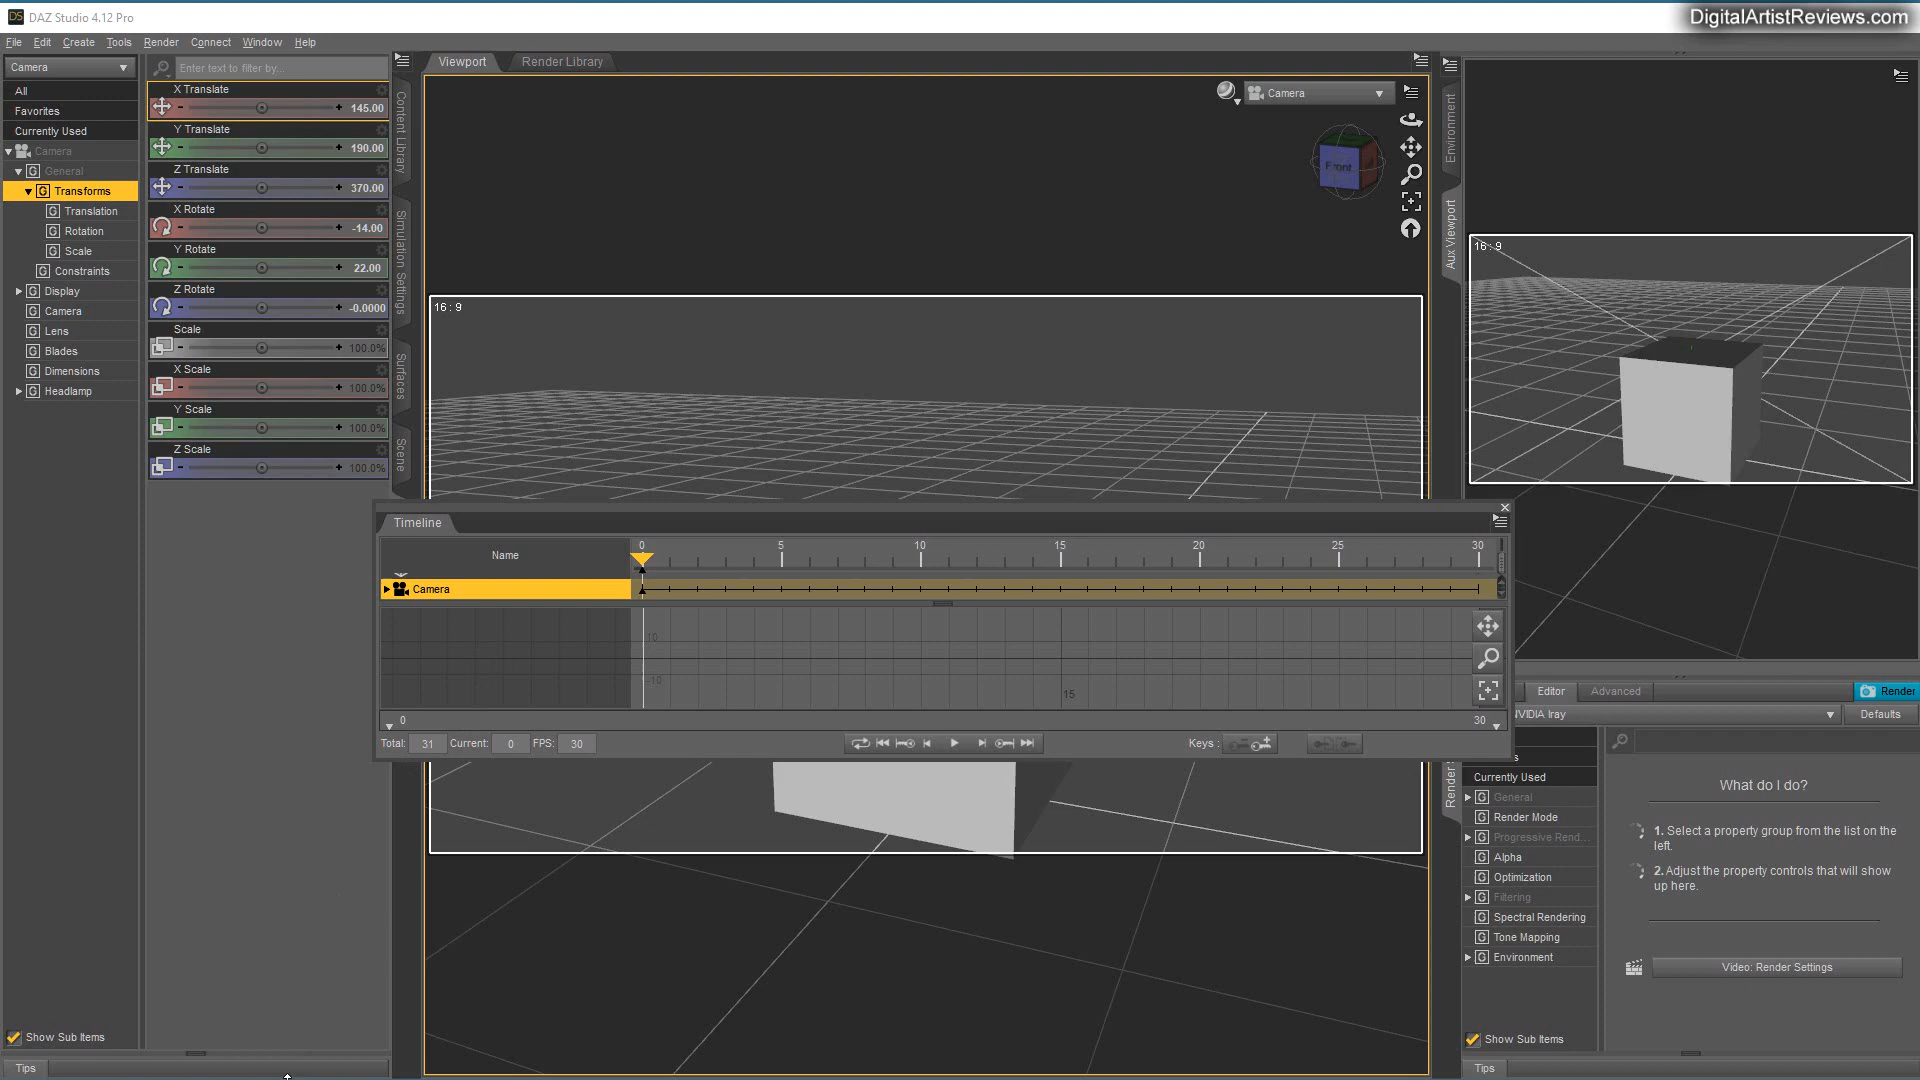 DAZ Studio 4.12 Pro
DigitalArtistReviews.com
File Edit Create Tools Render Connect Window Help
Camera
Enter text to filter by...
All
Favorites
Currently Used
Camera
General
Transforms
Translation
Rotation
Scale
Constraints
Display
Camera
Lens
Blades
Dimensions
Headlamp
Show Sub Items
Tips
X Translate
145.00
Y Translate
190.00
Z Translate
370.00
X Rotate
-14.00
Y Rotate
22.00
Z Rotate
-0.0000
Scale
100.0%
X Scale
100.0%
Y Scale
100.0%
Z Scale
100.0%
Content Library
Simulation Settings
Surfaces
Scene
Viewport Render Library
Camera
Front
16 : 9
Environment
Aux Viewport
16 : 9
Timeline
Name
0 5 10 15 20 25 30
Camera
10
-10
15
0 30
Total: 31 Current: 0 FPS: 30
Keys :
Editor Advanced Render
NVIDIA Iray Defaults
Render
Currently Used
General
Render Mode
Progressive Rend...
Alpha
Optimization
Filtering
Spectral Rendering
Tone Mapping
Environment
What do I do?
1. Select a property group from the list on the
left.
2. Adjust the property controls that will show
up here.
Video: Render Settings
Show Sub Items
Tips